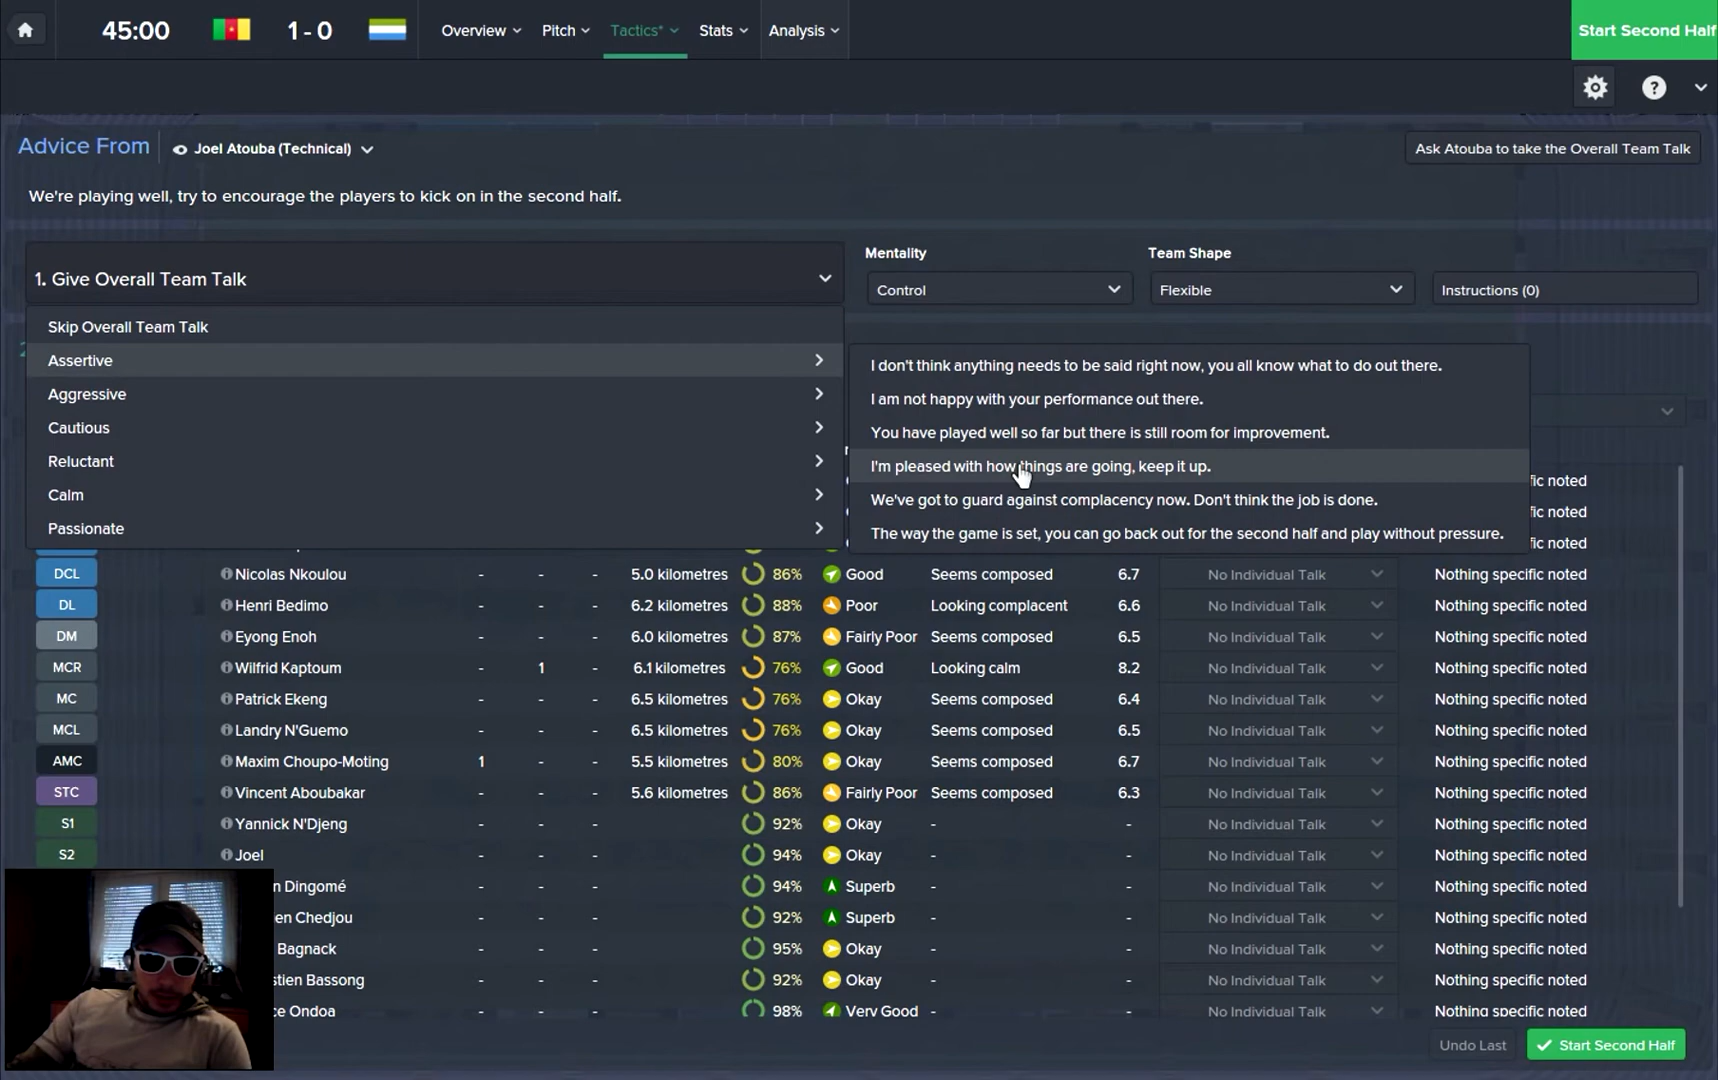 45:00 1 - 0 Overview Pitch Tactics* Stats Analysis Start Second Half
?
Advice From Joel Atouba (Technical) Ask Atouba to take the Overall Team Talk
We're playing well, try to encourage the players to kick on in the second half.
Mentality Team Shape
1. Give Overall Team Talk Control Flexible Instructions (0)
Skip Overall Team Talk
Assertive
I don't think anything needs to be said right now, you all know what to do out there.
Aggressive
I am not happy with your performance out there.
Cautious
You have played well so far but there is still room for improvement.
Reluctant
I'm pleased with how things are going, keep it up.
Calm
We've got to guard against complacency now. Don't think the job is done.
Passionate
The way the game is set, you can go back out for the second half and play without pressure.
noted
noted
noted
DCL Nicolas Nkoulou - - - 5.0 kilometres 86% Good Seems composed 6.7 No Individual Talk Nothing specific noted
DL Henri Bedimo - - - 6.2 kilometres 88% Poor Looking complacent 6.6 No Individual Talk Nothing specific noted
DM Eyong Enoh - - - 6.0 kilometres 87% Fairly Poor Seems composed 6.5 No Individual Talk Nothing specific noted
MCR Wilfrid Kaptoum - 1 - 6.1 kilometres 76% Good Looking calm 8.2 No Individual Talk Nothing specific noted
MC Patrick Ekeng - - - 6.5 kilometres 76% Okay Seems composed 6.4 No Individual Talk Nothing specific noted
MCL Landry N'Guemo - - - 6.5 kilometres 76% Okay Seems composed 6.5 No Individual Talk Nothing specific noted
AMC Maxim Choupo-Moting 1 - - 5.5 kilometres 80% Okay Seems composed 6.7 No Individual Talk Nothing specific noted
STC Vincent Aboubakar - - - 5.6 kilometres 86% Fairly Poor Seems composed 6.3 No Individual Talk Nothing specific noted
S1 Yannick N'Djeng - - - 92% Okay - - No Individual Talk Nothing specific noted
S2 Joel - - - 94% Okay - - No Individual Talk Nothing specific noted
Dingomé - - - 94% Superb - - No Individual Talk Nothing specific noted
Chedjou - - - 92% Superb - - No Individual Talk Nothing specific noted
Bagnack - - - 95% Okay - - No Individual Talk Nothing specific noted
Bassong - - - 92% Okay - - No Individual Talk Nothing specific noted
Ondoa - - - 98% Very Good - - No Individual Talk Nothing specific noted
Undo Last Start Second Half